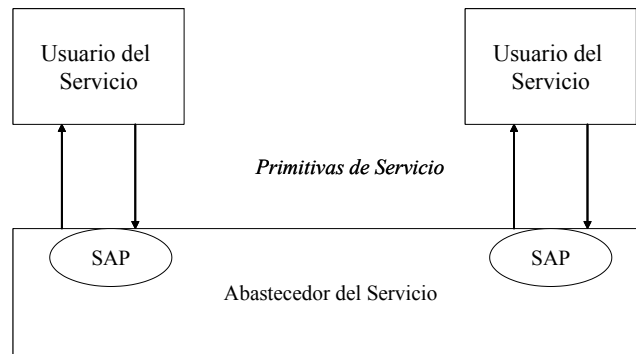 Usuario del
Servicio
Usuario del
Servicio
Primitivas de Servicio
SAP
SAP
Abastecedor del Servicio